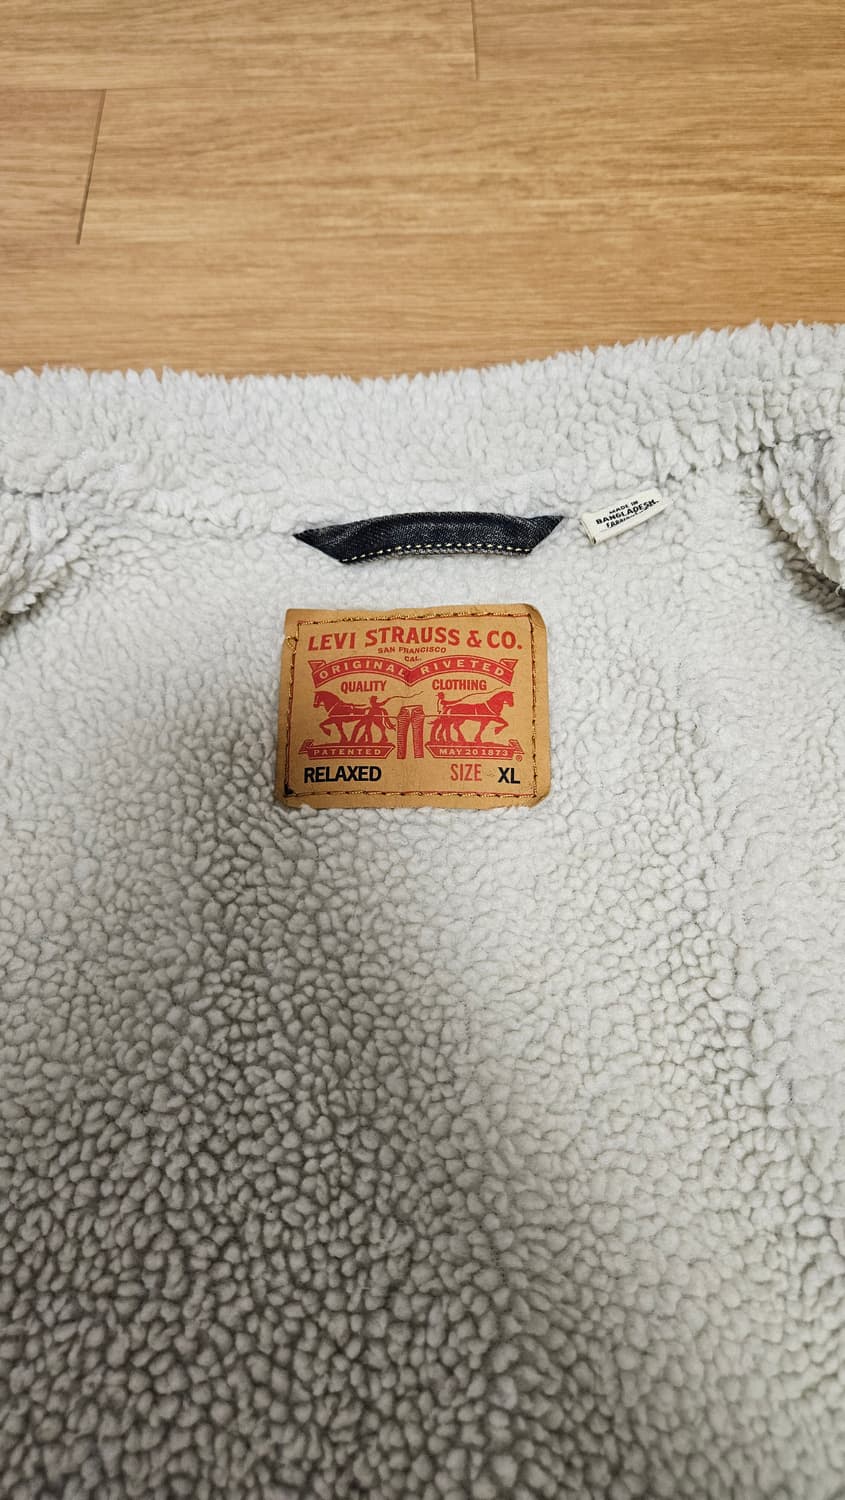 MADE IN
BANGLADESH
LEVI STRAUSS & CO.
SAN FRANCISCO
CAL.
ORIGINAL RIVETED
QUALITY CLOTHING
PATENTED MAY 20 1873 ®
RELAXED SIZE XL